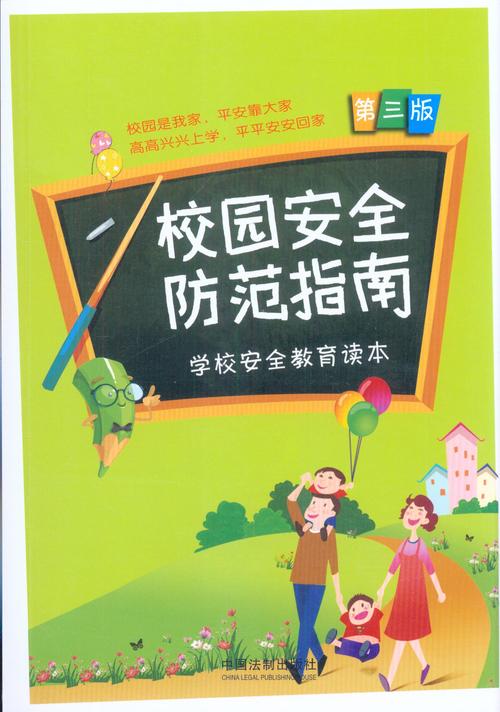 校园是我家，平安靠大家
高高兴兴上学，平平安安回家
第三版
校园安全
防范指南
学校安全教育读本
中国法制出版社
CHINA LEGAL PUBLISHING HOUSE